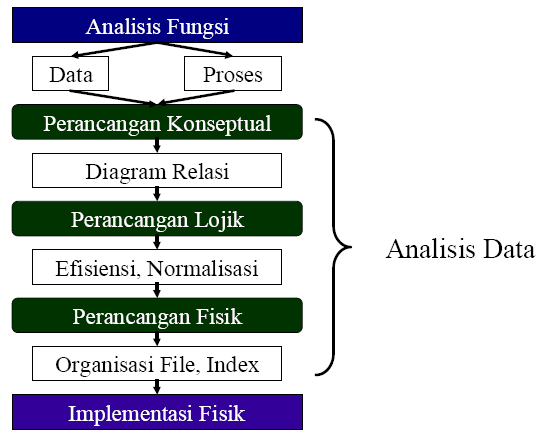 Analisis Fungsi
Data
Proses
Perancangan Konseptual
Diagram Relasi
Perancangan Lojik
Efisiensi, Normalisasi
Perancangan Fisik
Organisasi File, Index
Implementasi Fisik
Analisis Data